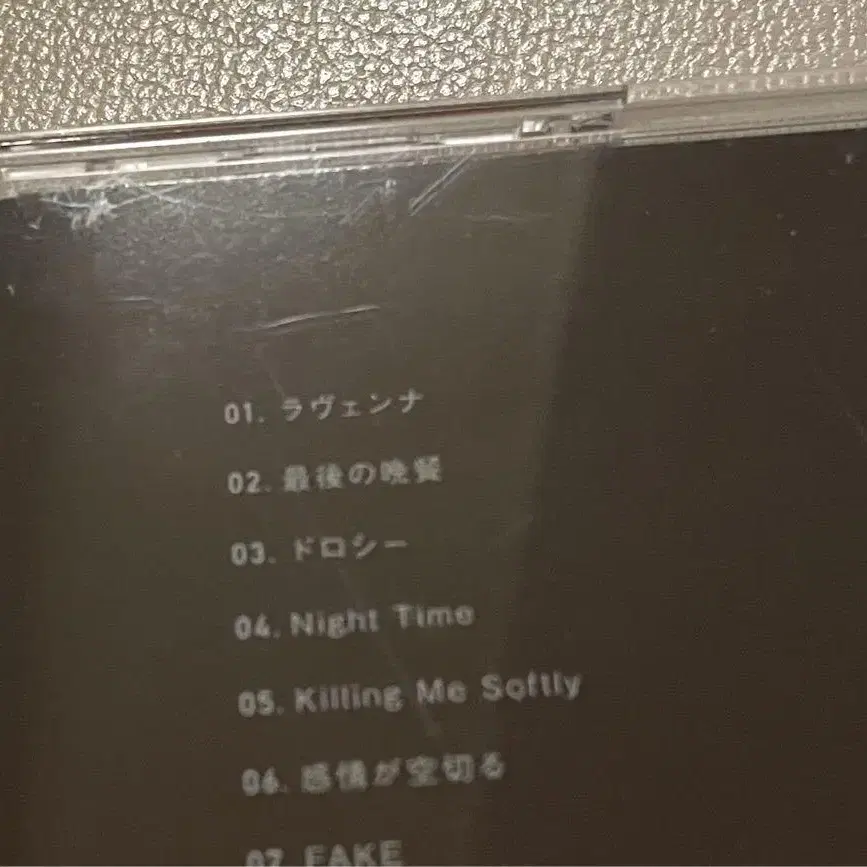 01. ラヴェンナ
02. 最後の晩餐
03. ドロシー
04. Night Time
05. Killing Me Softly
06. 感情が空切る
07 FAKE